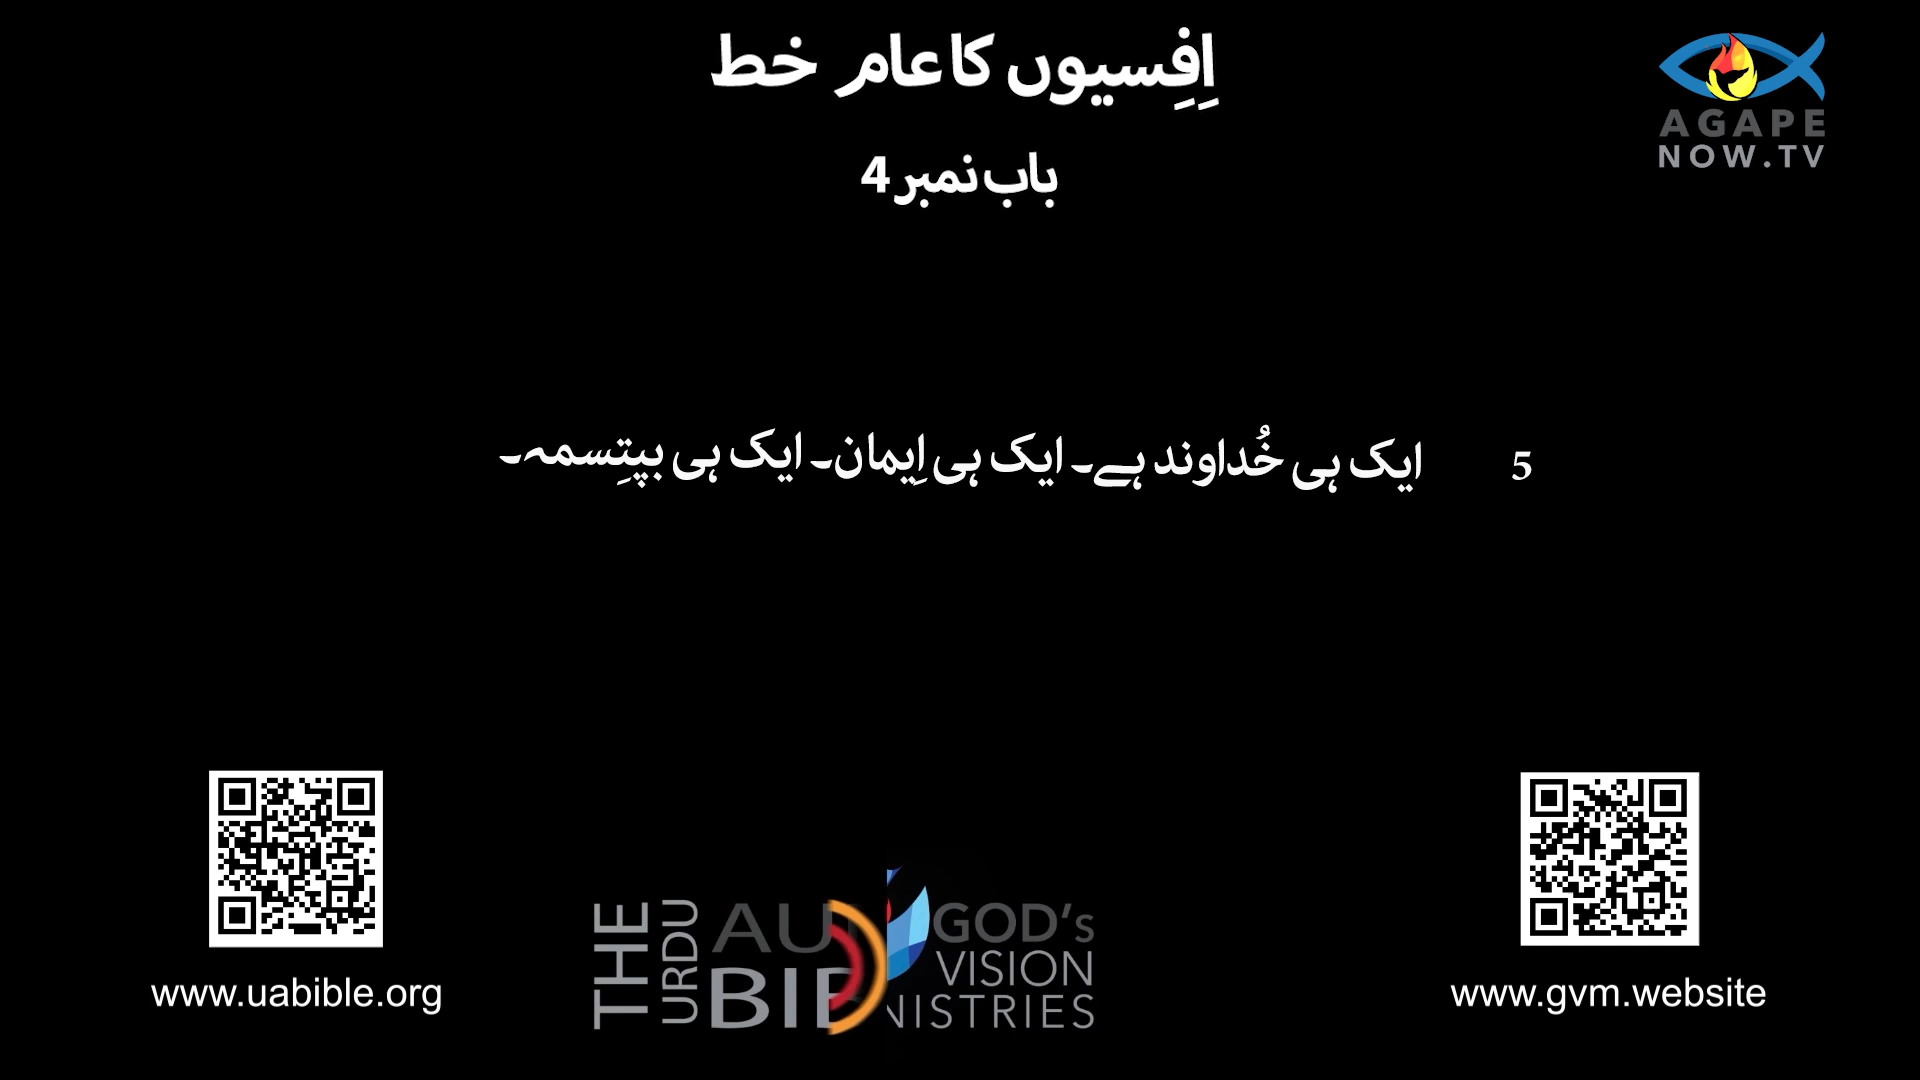 اِفِسیوں کا عام خط
AGAPE
NOW.TV
باب نمبر 4
5 ایک ہی خُداوند ہے۔ ایک ہی اِیمان۔ ایک ہی بپتِسمہ۔
THE
URDU
GOD's
VISION
www.uabible.org
www.gvm.website